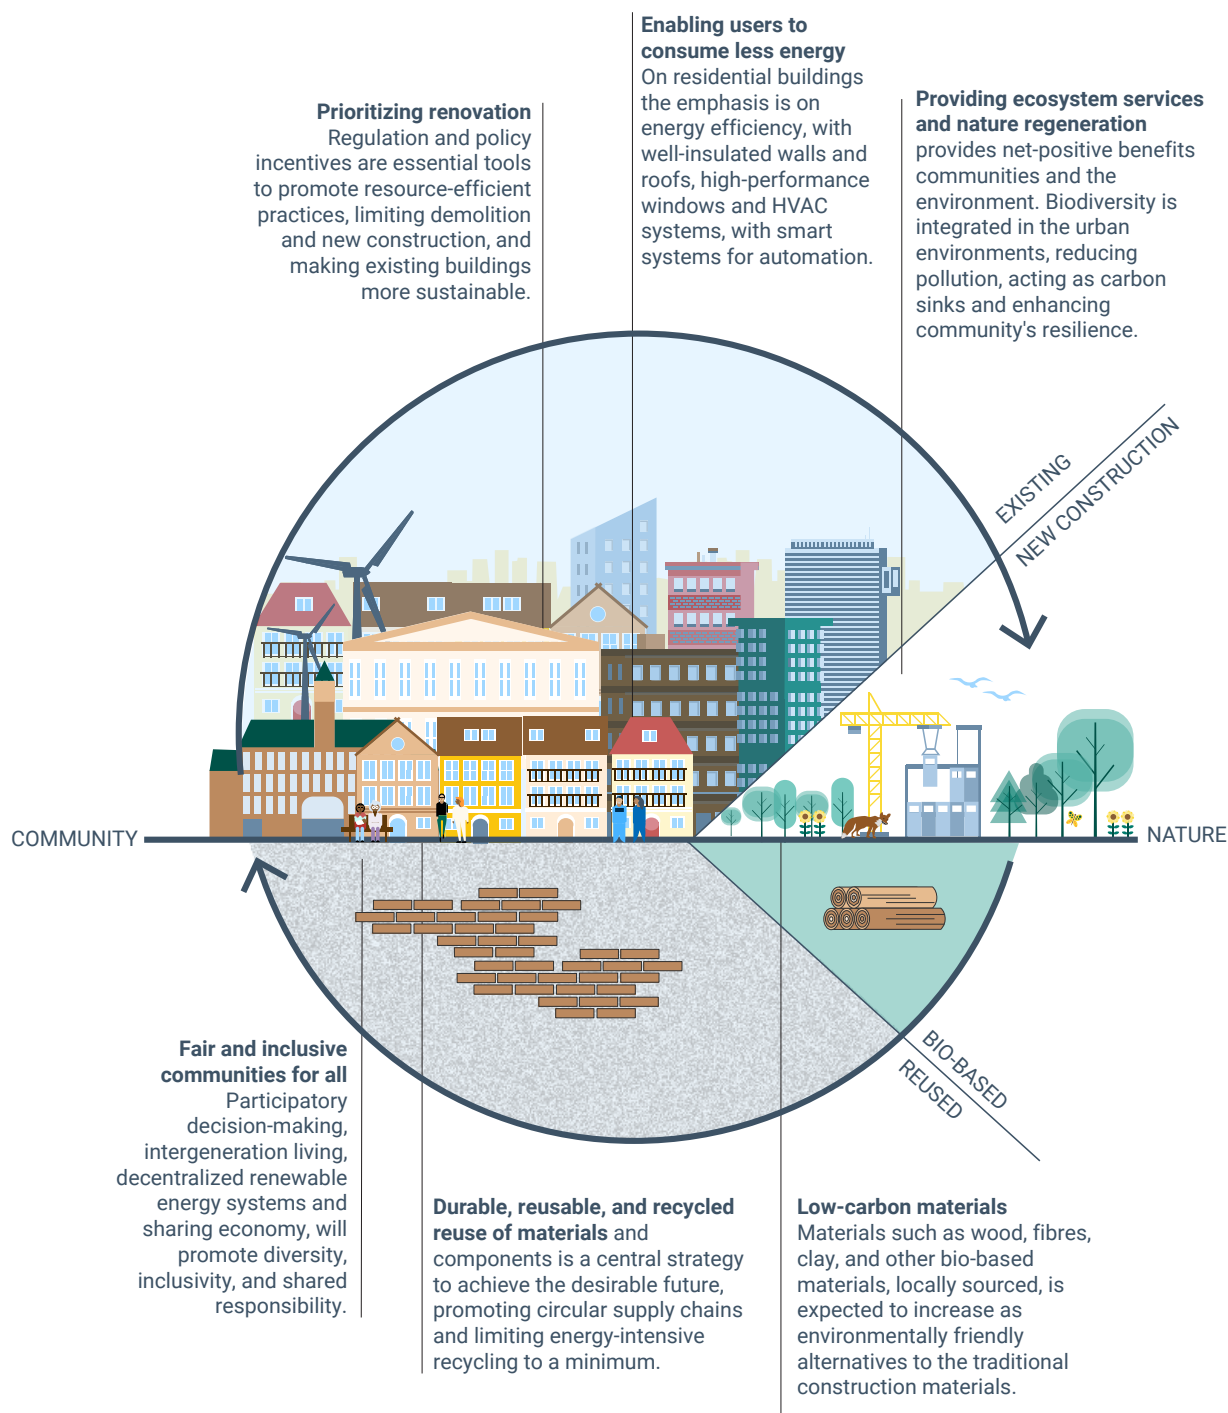 Enabling users to
consume less energy
On residential buildings
the emphasis is on
energy efficiency, with
well-insulated walls and
roofs, high-performance
windows and HVAC
systems, with smart
systems for automation.
Prioritizing renovation
Regulation and policy
incentives are essential tools
to promote resource-efficient
practices, limiting demolition
and new construction, and
making existing buildings
more sustainable.
Providing ecosystem services
and nature regeneration
provides net-positive benefits
communities and the
environment. Biodiversity is
integrated in the urban
environments, reducing
pollution, acting as carbon
sinks and enhancing
community's resilience.
EXISTING
NEW CONSTRUCTION
COMMUNITY
NATURE
BIO-BASED
REUSED
Fair and inclusive
communities for all
Participatory
decision-making,
intergeneration living,
decentralized renewable
energy systems and
sharing economy, will
promote diversity,
inclusivity, and shared
responsibility.
Durable, reusable, and recycled
reuse of materials and
components is a central strategy
to achieve the desirable future,
promoting circular supply chains
and limiting energy-intensive
recycling to a minimum.
Low-carbon materials
Materials such as wood, fibres,
clay, and other bio-based
materials, locally sourced, is
expected to increase as
environmentally friendly
alternatives to the traditional
construction materials.